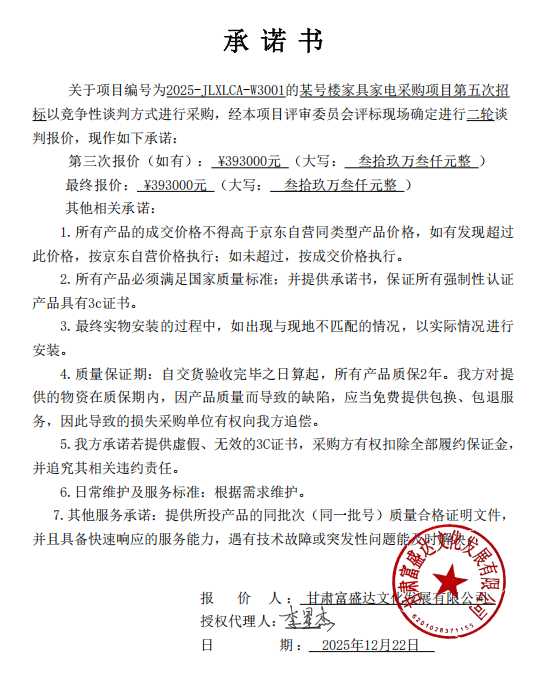 承诺书
关于项目编号为2025-JLXLCA-W3001的某号楼家具家电采购项目第五次招
标以竞争性谈判方式进行采购，经本项目评审委员会评标现场确定进行二轮谈
判报价，现作如下承诺：
第三次报价（如有）： ¥393000元 （大写： 叁拾玖万叁仟元整 ）
最终报价： ¥393000元 （大写： 叁拾玖万叁仟元整 ）
其他相关承诺：
1.所有产品的成交价格不得高于京东自营同类型产品价格，如有发现超过
此价格，按京东自营价格执行；如未超过，按成交价格执行。
2.所有产品必须满足国家质量标准；并提供承诺书，保证所有强制性认证
产品具有3c证书。
3.最终实物安装的过程中，如出现与现地不匹配的情况，以实际情况进行
安装。
4.质量保证期：自交货验收完毕之日算起，所有产品质保2年。我方对提
供的物资在质保期内，因产品质量而导致的缺陷，应当免费提供包换、包退服
务，因此导致的损失采购单位有权向我方追偿。
5.我方承诺若提供虚假、无效的3C证书，采购方有权扣除全部履约保证金，
并追究其相关违约责任。
6.日常维护及服务标准：根据需求维护。
7.其他服务承诺：提供所投产品的同批次（同一批号）质量合格证明文件，
并且具备快速响应的服务能力，遇有技术故障或突发性问题能及时解决。
报 价 人：甘肃富盛达文化发展有限公司
授权代理人：李星杰
日 期：2025年12月22日
甘肃富盛达文化发展有限公司
6201028371155